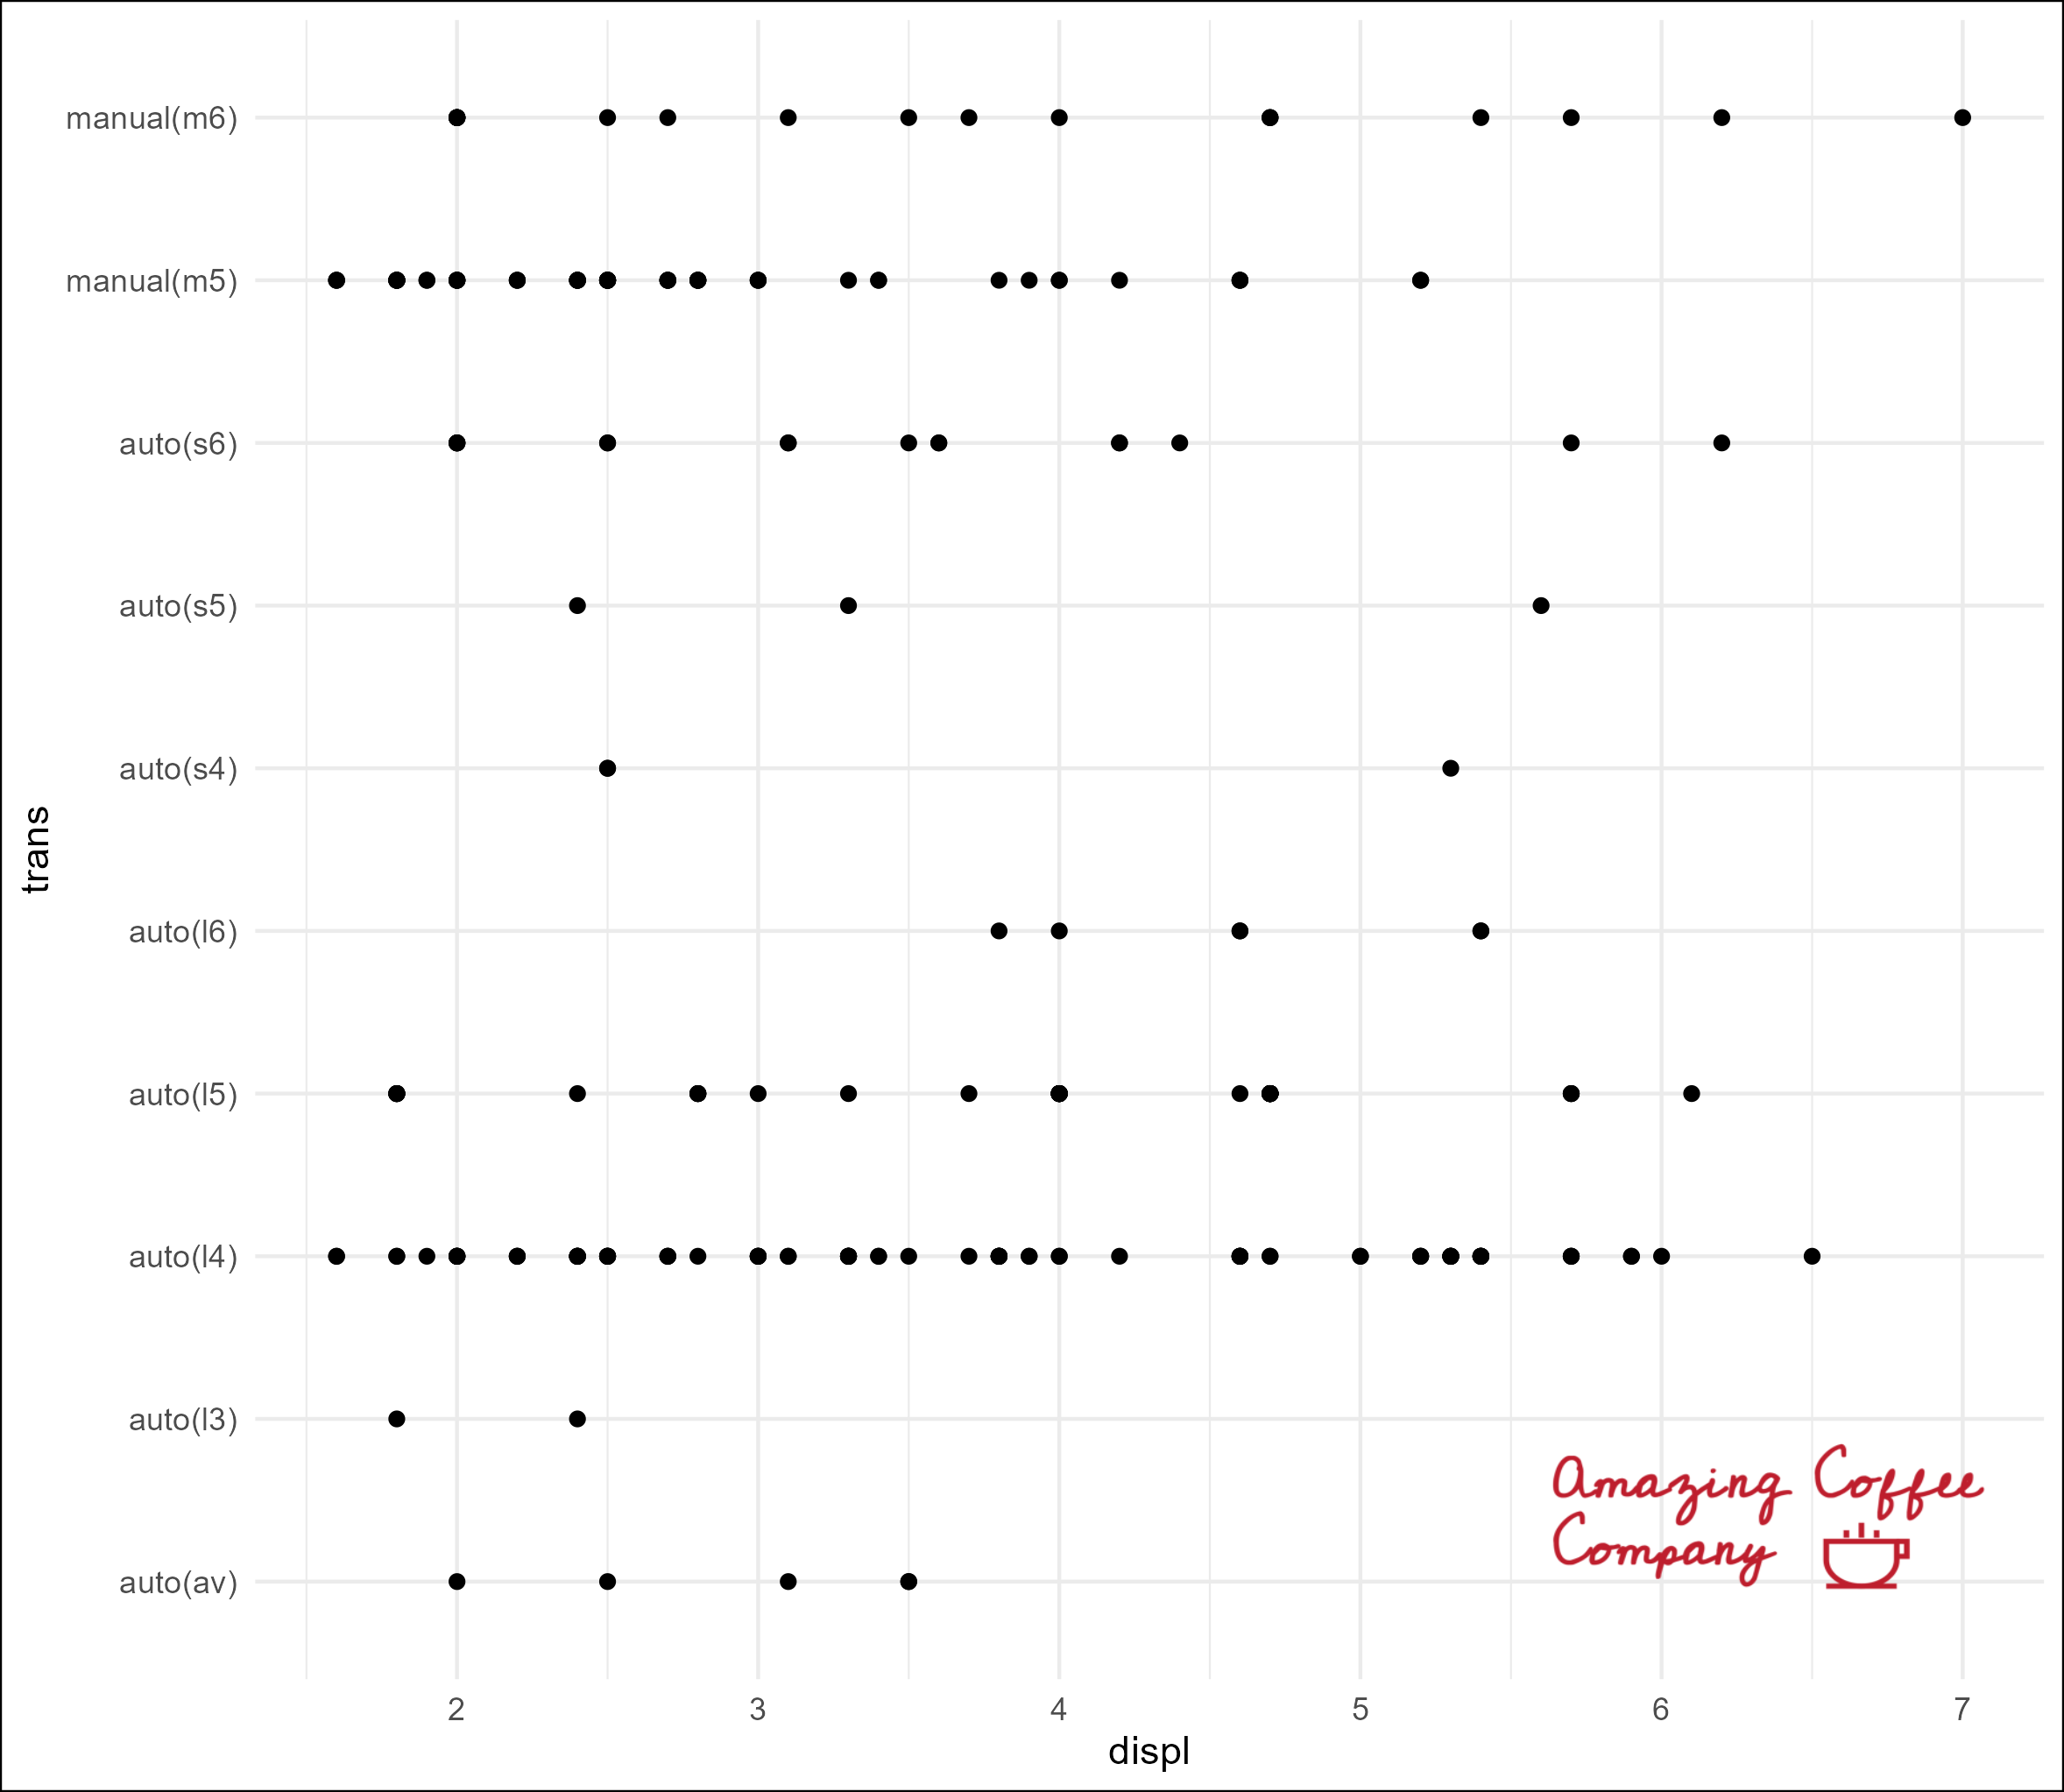 manual(m6)
manual(m5)
auto(s6)
auto(s5)
auto(s4)
auto(l6)
auto(l5)
auto(l4)
auto(l3)
auto(av)
trans
2 3 4 5 6 7
displ
Amazing Coffee
Company